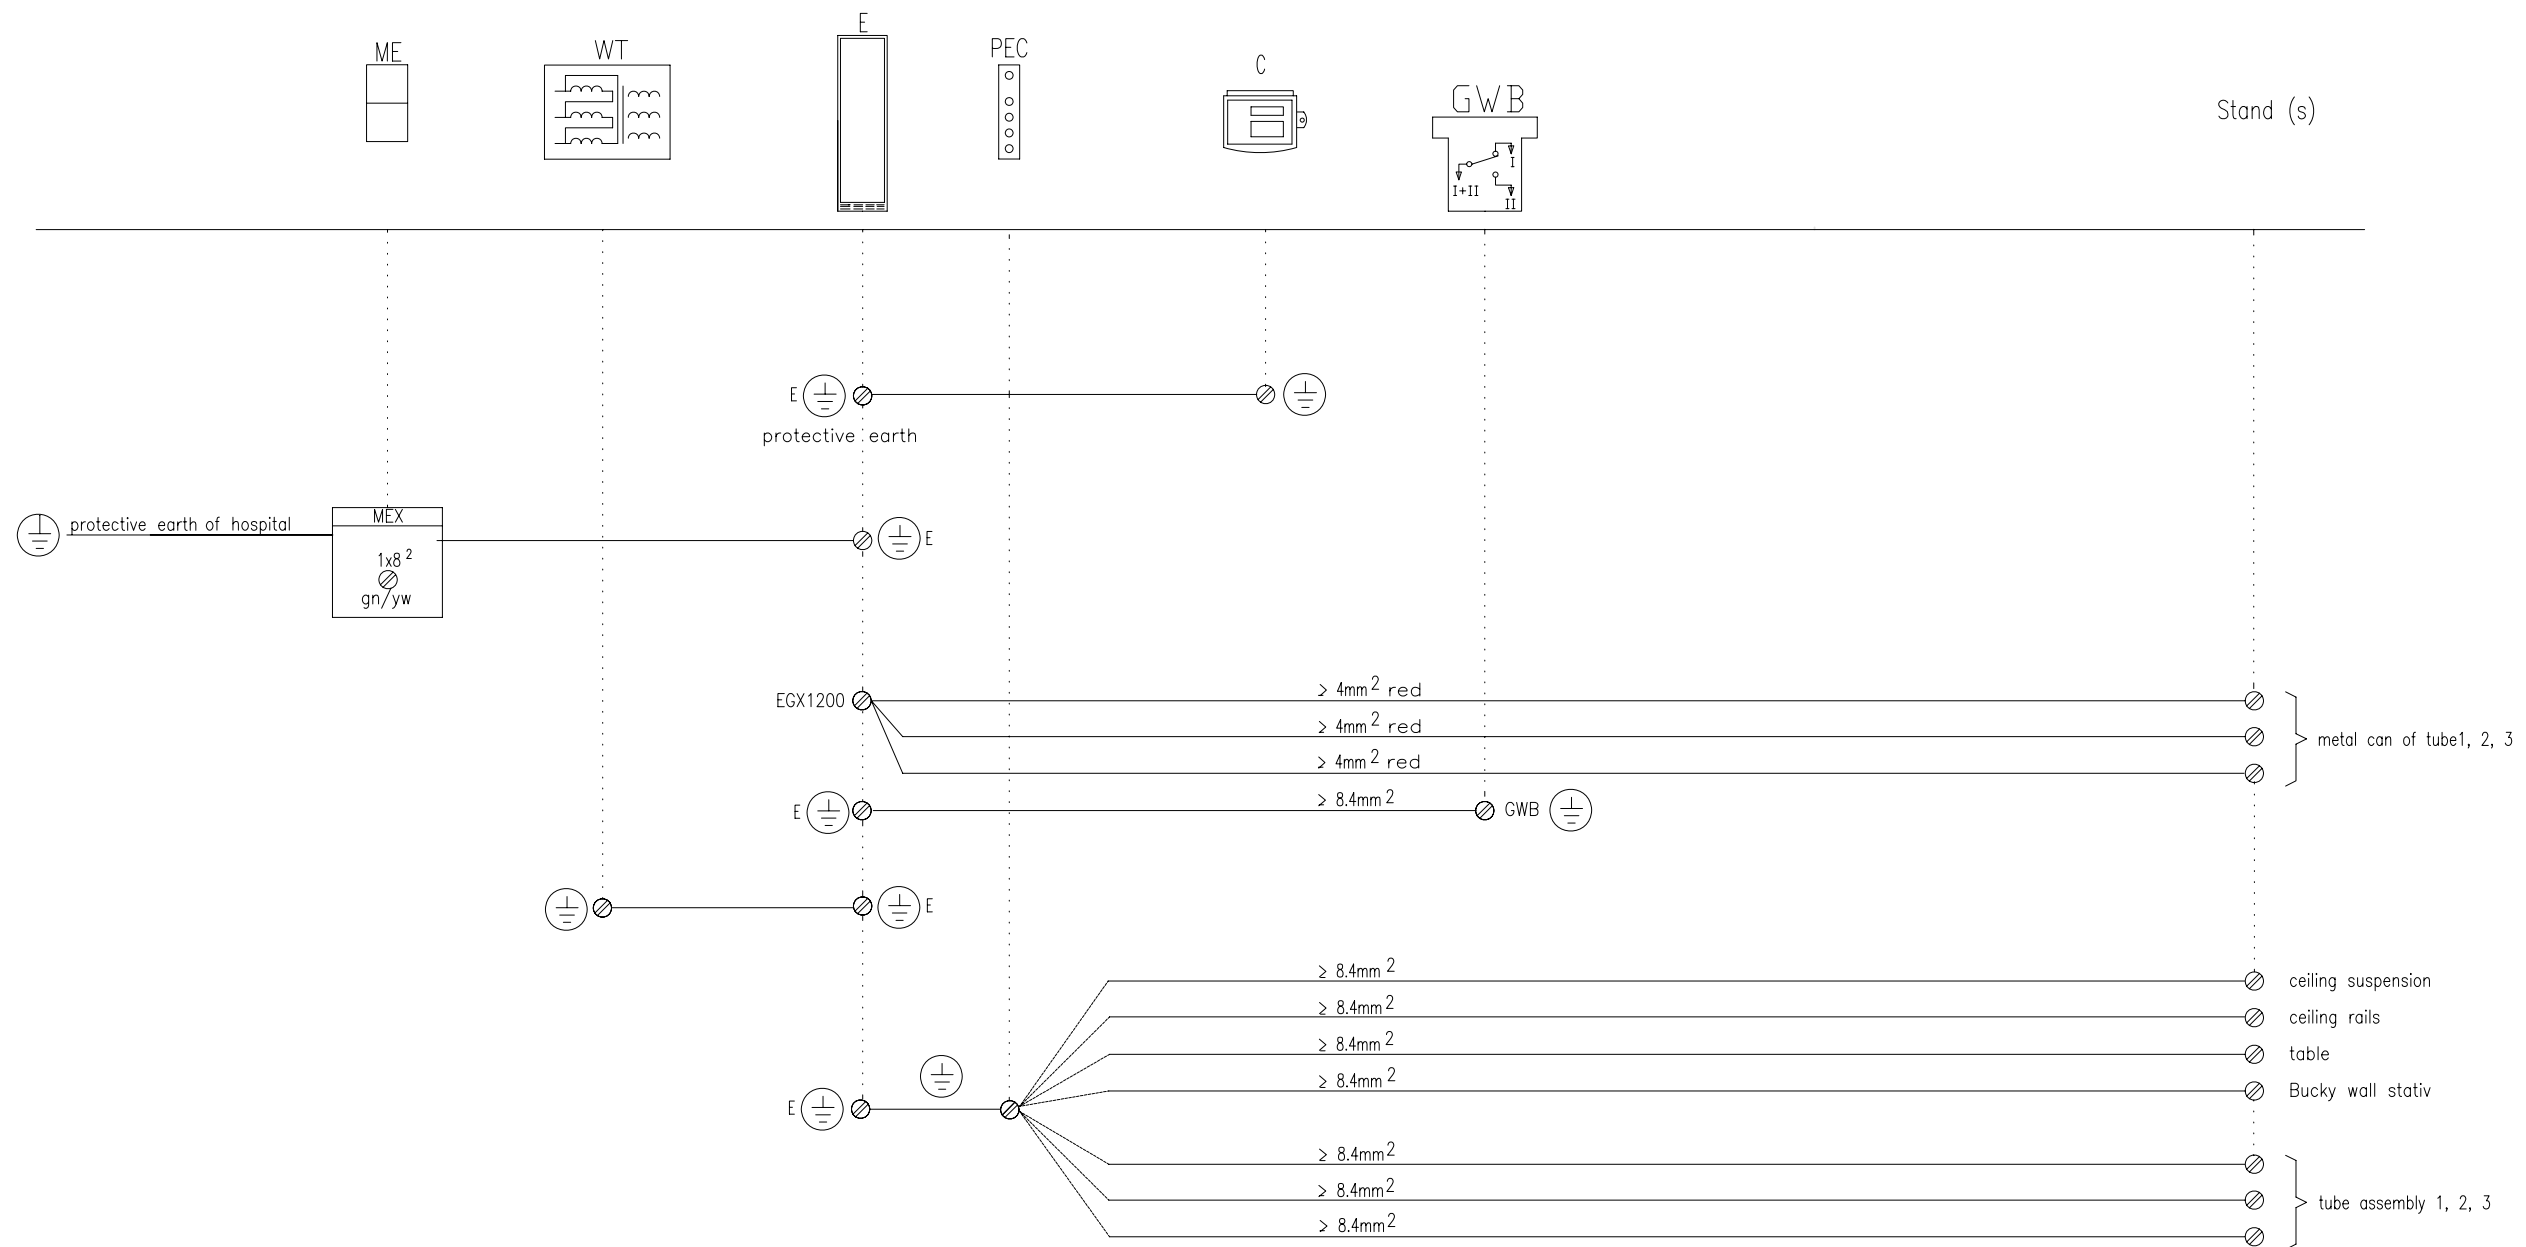 E
ME
WT
PEC
C
GWB
Stand (s)
I
I+II
II
E
protective earth
protective earth of hospital
MEX
E
1x8 2
gn/yw
≥ 4mm 2 red
EGX1200
≥ 4mm 2 red
metal can of tube1, 2, 3
≥ 4mm 2 red
≥ 8.4mm 2
E
GWB
E
≥ 8.4mm 2
ceiling suspension
≥ 8.4mm 2
ceiling rails
≥ 8.4mm 2
table
≥ 8.4mm 2
Bucky wall stativ
E
≥ 8.4mm 2
≥ 8.4mm 2
tube assembly 1, 2, 3
≥ 8.4mm 2